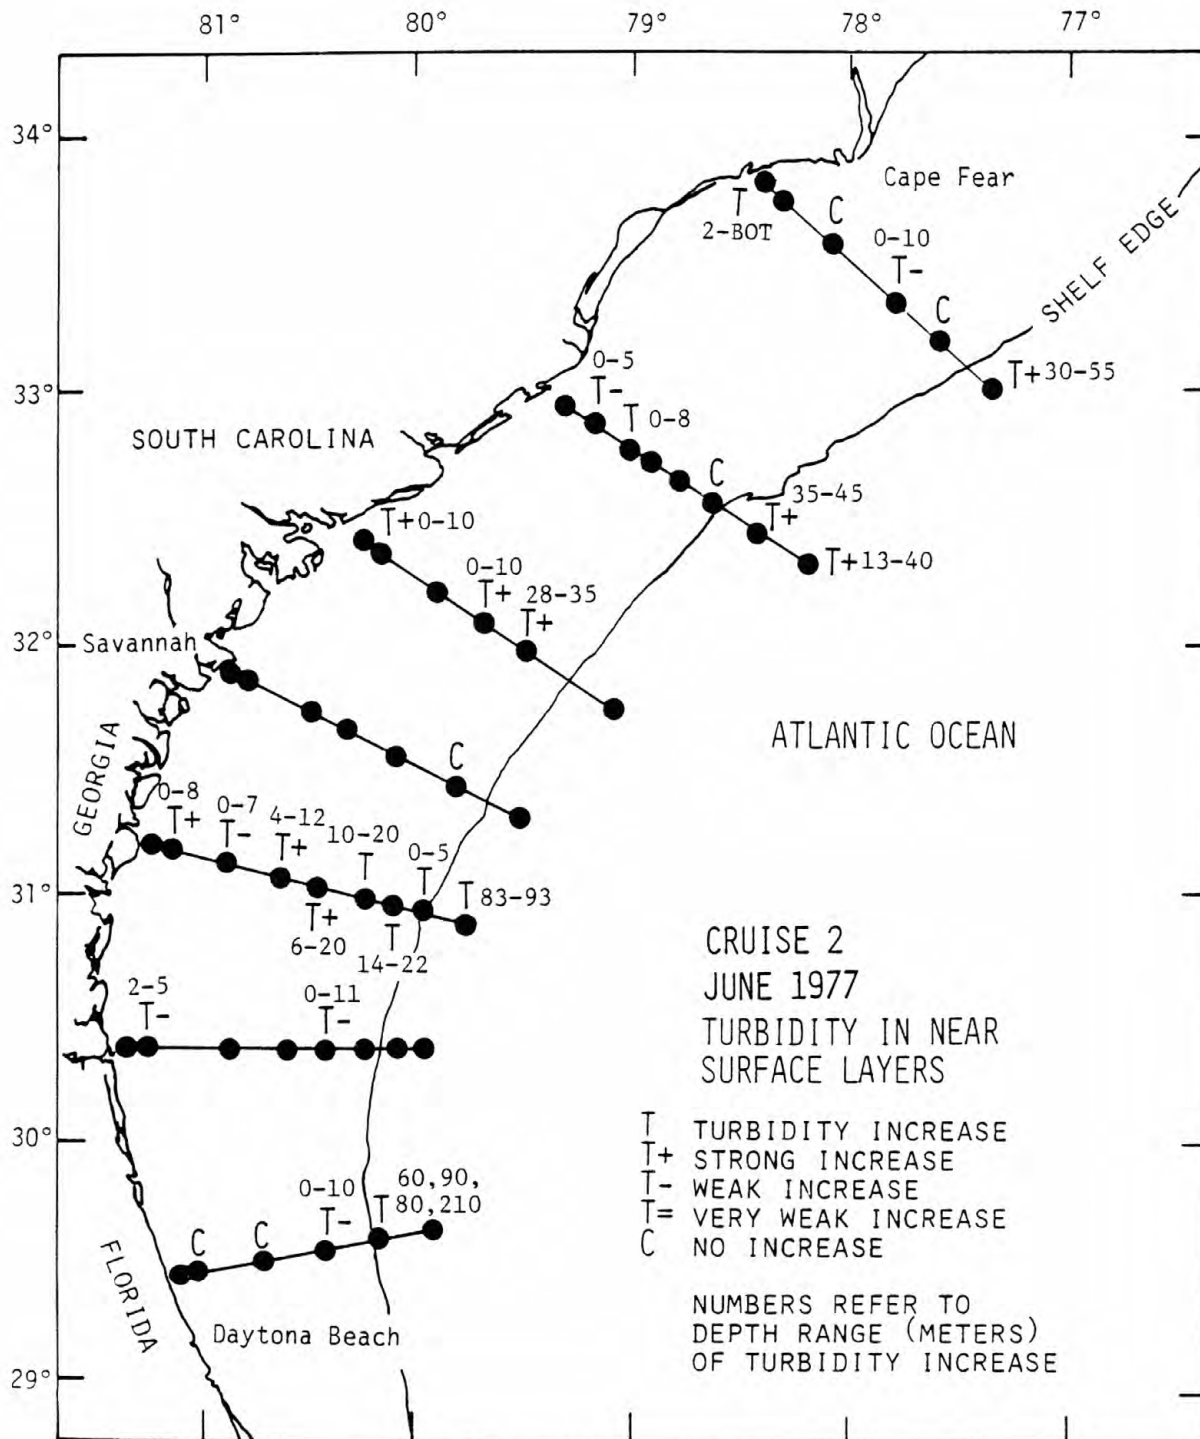 81° 80° 79° 78° 77°
34°
Cape Fear
T
2-BOT
C
0-10
T-
C
SHELF EDGE
T+30-55
33°
0-5
T-
T 0-8
SOUTH CAROLINA
C
35-45
T+
T+13-40
T+0-10
0-10
T+
28-35
T+
32°
Savannah
ATLANTIC OCEAN
C
GEORGIA
0-8
T+
0-7
T-
4-12
T+
10-20
T
0-5
T
T 83-93
31°
T+
6-20
T
14-22
CRUISE 2
JUNE 1977
TURBIDITY IN NEAR
SURFACE LAYERS
2-5
T-
0-11
T-
T TURBIDITY INCREASE
T+ STRONG INCREASE
T- WEAK INCREASE
T= VERY WEAK INCREASE
C NO INCREASE
30°
0-10
T-
60,90,
T 80,210
C
C
FLORIDA
Daytona Beach
NUMBERS REFER TO
DEPTH RANGE (METERS)
OF TURBIDITY INCREASE
29°